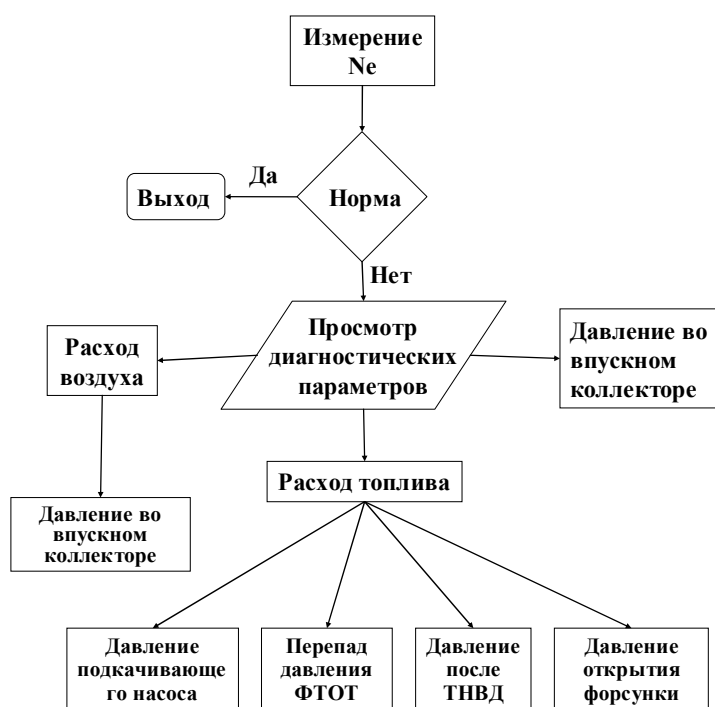 Измерение
Ne
Да
Выход
Норма
Нет
Просмотр
диагностических
параметров
Расход
воздуха
Давление во
впускном
коллекторе
Расход топлива
Давление во
впускном
коллекторе
Давление
подкачивающе
го насоса
Перепад
давления
ФТОТ
Давление
после
ТНВД
Давление
открытия
форсунки